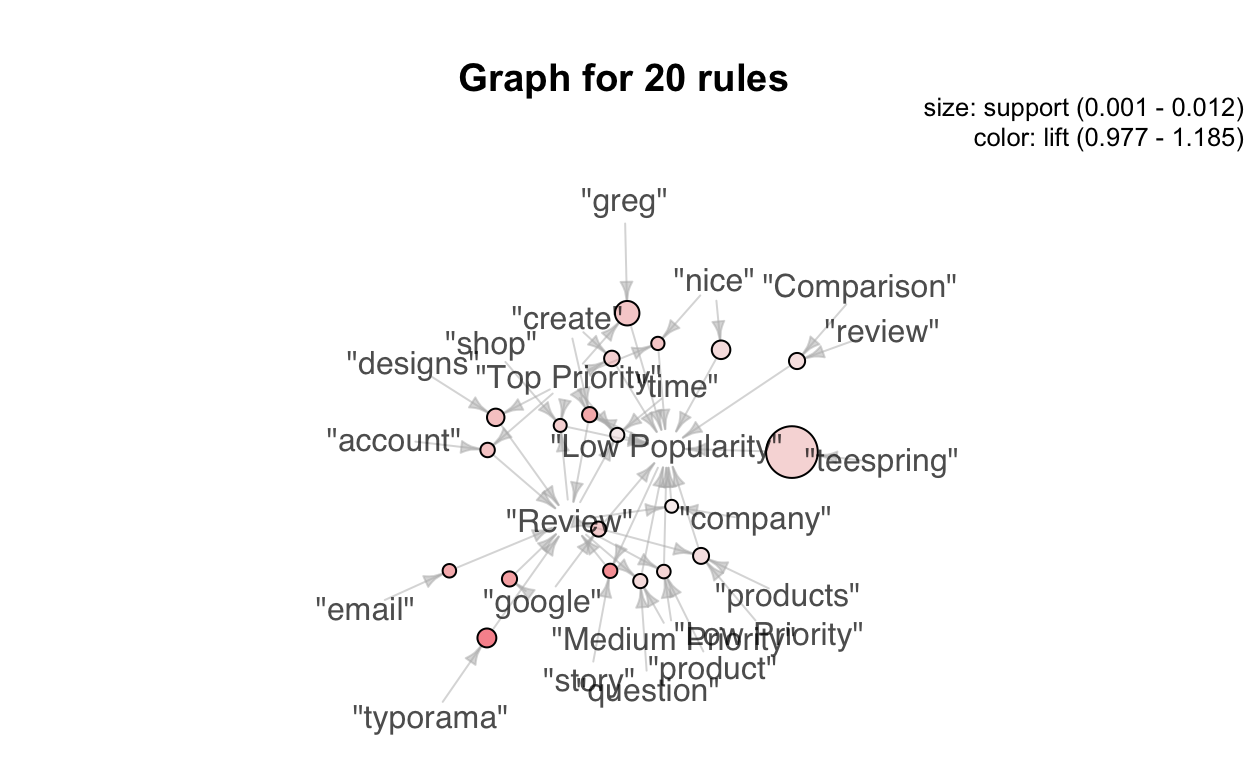 Graph for 20 rules
size: support (0.001 - 0.012)
color: lift (0.977 - 1.185)
"greg"
"nice"
"Comparison"
"create"
"review"
"shop"
"designs"
"Top Priority"
"time"
"account"
"Low Popularity"
"teespring"
"Review"
"company"
"email"
"google"
"products"
"Medium Priority"
"Low Priority"
"product"
"story"
"question"
"typorama"